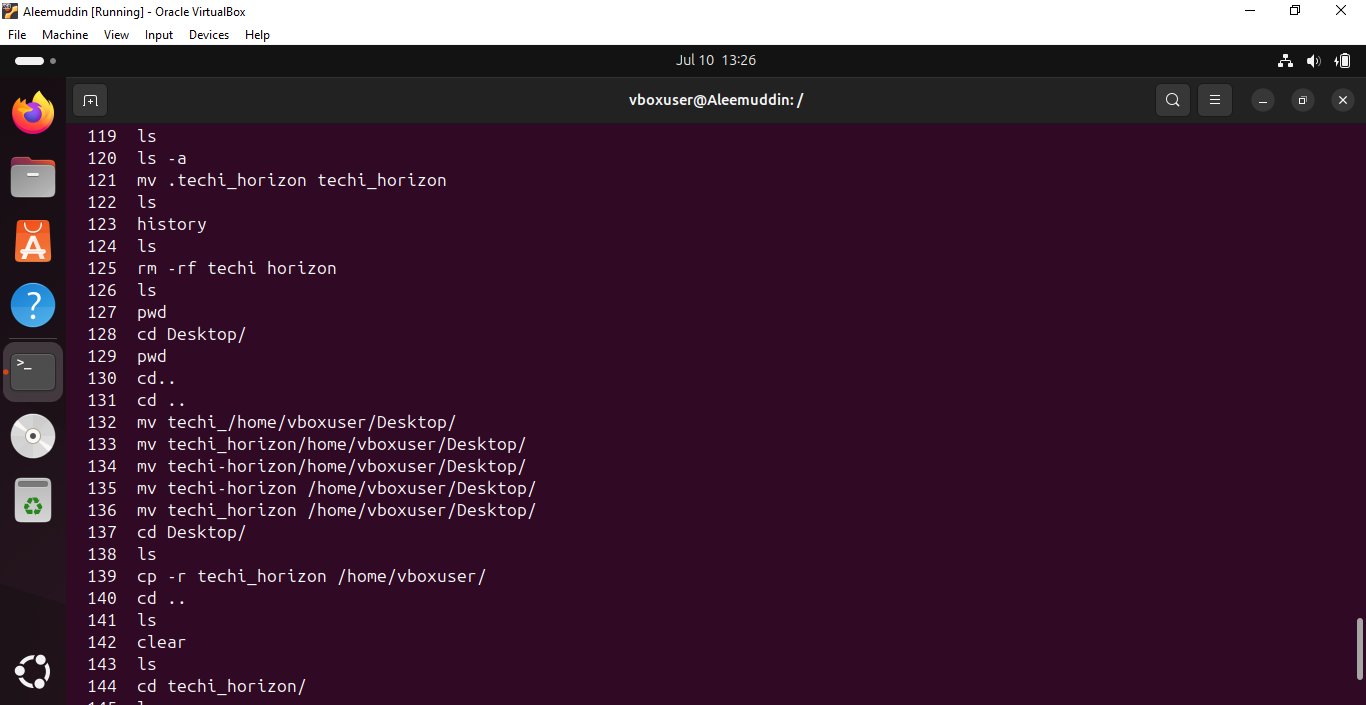 Aleemuddin [Running] - Oracle VirtualBox
File Machine View Input Devices Help
Jul 10 13:26
vboxuser@Aleemuddin: /
119 ls
120 ls -a
121 mv .techi_horizon techi_horizon
122 ls
123 history
124 ls
125 rm -rf techi horizon
126 ls
127 pwd
128 cd Desktop/
129 pwd
130 cd..
131 cd ..
132 mv techi_/home/vboxuser/Desktop/
133 mv techi_horizon/home/vboxuser/Desktop/
134 mv techi-horizon/home/vboxuser/Desktop/
135 mv techi-horizon /home/vboxuser/Desktop/
136 mv techi_horizon /home/vboxuser/Desktop/
137 cd Desktop/
138 ls
139 cp -r techi_horizon /home/vboxuser/
140 cd ..
141 ls
142 clear
143 ls
144 cd techi_horizon/